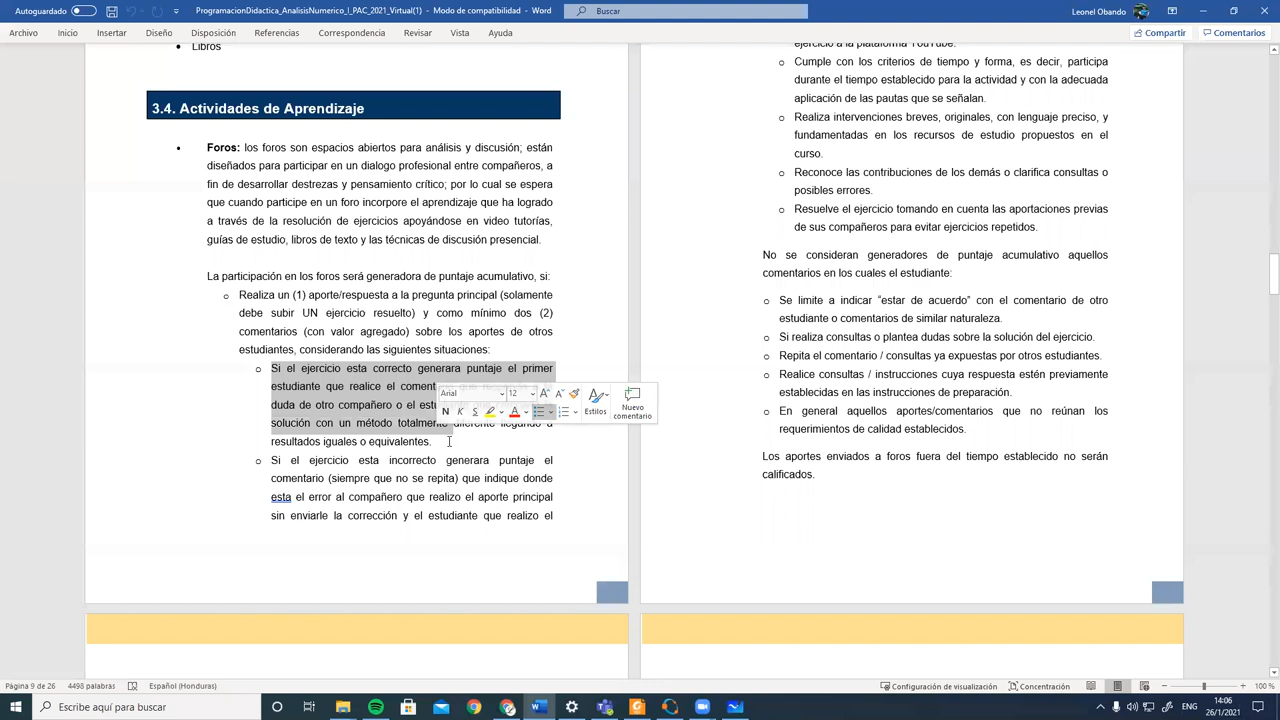 Autoguardado
ProgramacionDidactica_AnalisisNumerico_I_PAC_2021_Virtual(1) - Modo de compatibilidad - Word
Buscar
Leonel Obando
Archivo Inicio Insertar Diseño Disposición Referencias Correspondencia Revisar Vista Ayuda
Compartir Comentarios
• Libros
3.4. Actividades de Aprendizaje
• Foros: los foros son espacios abiertos para análisis y discusión; están
diseñados para participar en un dialogo profesional entre compañeros, a
fin de desarrollar destrezas y pensamiento crítico; por lo cual se espera
que cuando participe en un foro incorpore el aprendizaje que ha logrado
a través de la resolución de ejercicios apoyándose en video tutorías,
guías de estudio, libros de texto y las técnicas de discusión presencial.
La participación en los foros será generadora de puntaje acumulativo, si:
o Realiza un (1) aporte/respuesta a la pregunta principal (solamente
debe subir UN ejercicio resuelto) y como mínimo dos (2)
comentarios (con valor agregado) sobre los aportes de otros
estudiantes, considerando las siguientes situaciones:
o Si el ejercicio esta correcto generara puntaje el primer
estudiante que realice el
duda de otro compañero o el
solución con un método totalmente diferente llegando a
resultados iguales o equivalentes.
o Si el ejercicio esta incorrecto generara puntaje el
comentario (siempre que no se repita) que indique donde
esta el error al compañero que realizo el aporte principal
sin enviarle la corrección y el estudiante que realizo el
Arial 12
N K S Estilos Nuevo
comentario
ejercicio a la plataforma YouTube.
o Cumple con los criterios de tiempo y forma, es decir, participa
durante el tiempo establecido para la actividad y con la adecuada
aplicación de las pautas que se señalan.
o Realiza intervenciones breves, originales, con lenguaje preciso, y
fundamentadas en los recursos de estudio propuestos en el
curso.
o Reconoce las contribuciones de los demás o clarifica consultas o
posibles errores.
o Resuelve el ejercicio tomando en cuenta las aportaciones previas
de sus compañeros para evitar ejercicios repetidos.
No se consideran generadores de puntaje acumulativo aquellos
comentarios en los cuales el estudiante:
o Se limite a indicar “estar de acuerdo” con el comentario de otro
estudiante o comentarios de similar naturaleza.
o Si realiza consultas o plantea dudas sobre la solución del ejercicio.
o Repita el comentario / consultas ya expuestas por otros estudiantes.
o Realice consultas / instrucciones cuya respuesta estén previamente
establecidas en las instrucciones de preparación.
o En general aquellos aportes/comentarios que no reúnan los
requerimientos de calidad establecidos.
Los aportes enviados a foros fuera del tiempo establecido no serán
calificados.
Página 9 de 26 4498 palabras Español (Honduras) Configuración de visualización Concentración 100 %
Escribe aquí para buscar
14:06
26/1/2021